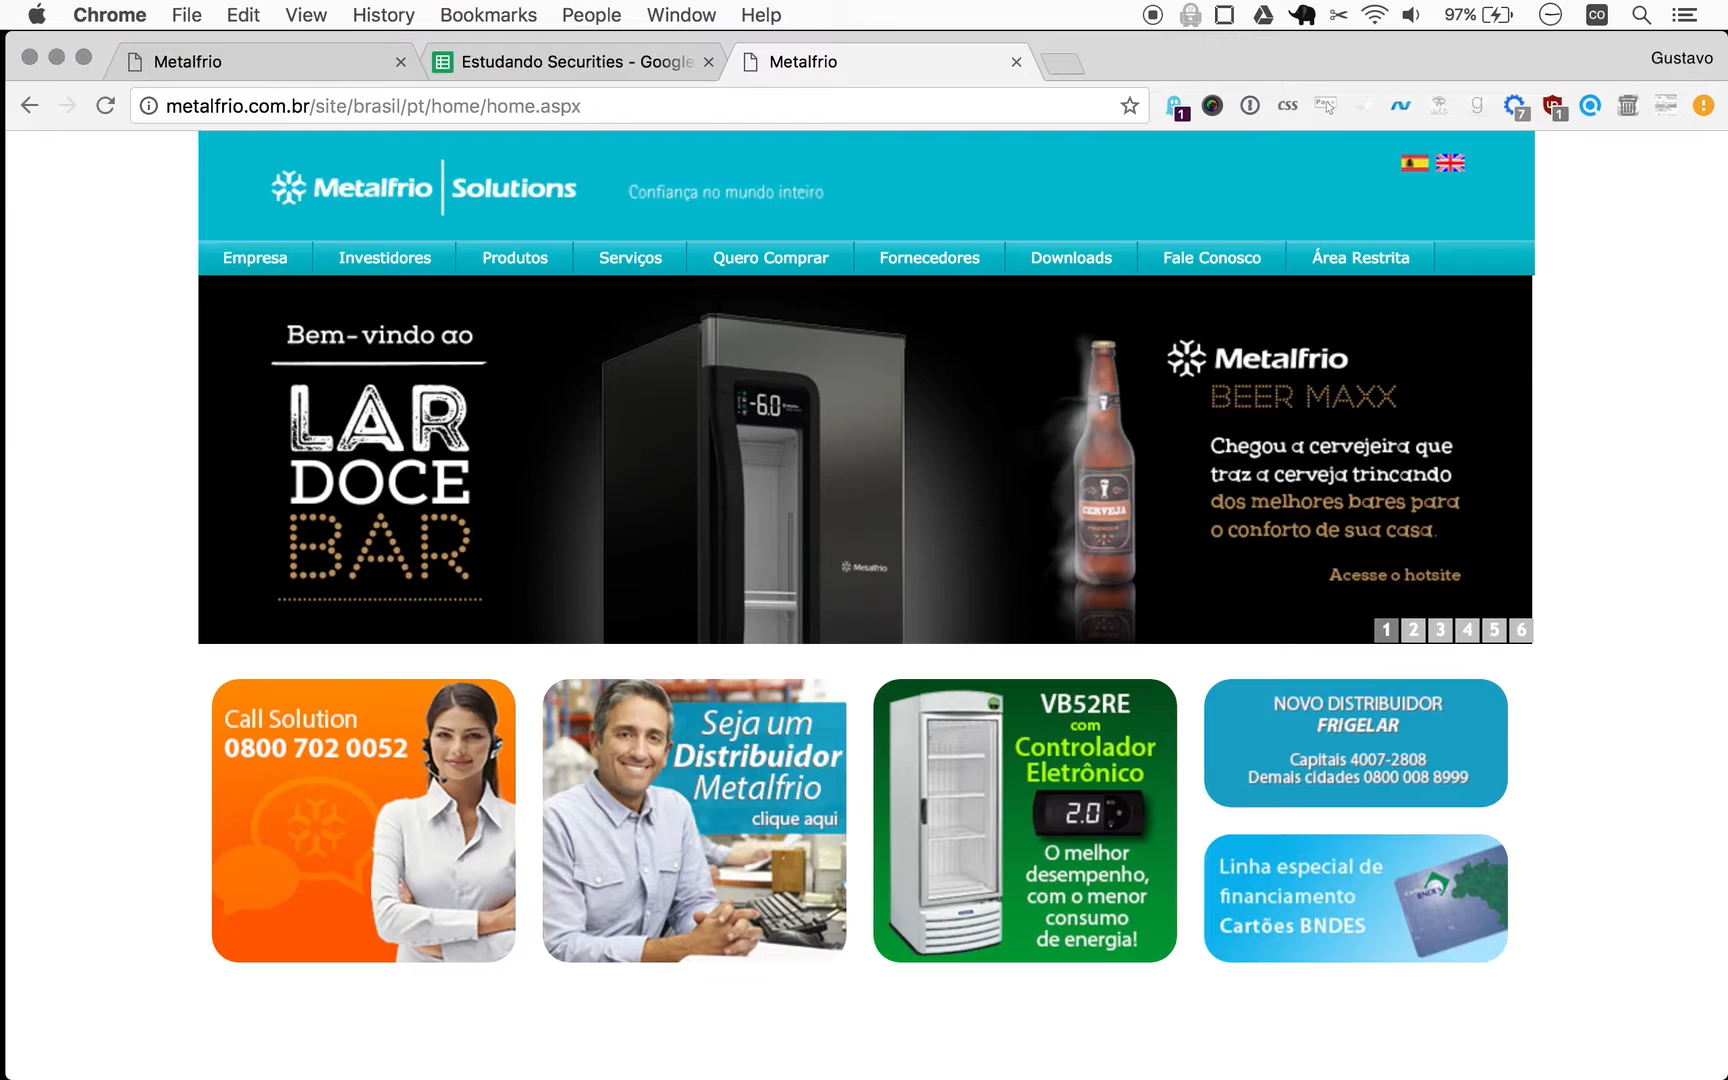 Chrome File Edit View History Bookmarks People Window Help 97% CO
Metalfrio Estudando Securities - Google Metalfrio Gustavo
metalfrio.com.br/site/brasil/pt/home/home.aspx 1 css g 7 1
Metalfrio Solutions Confiança no mundo inteiro
Empresa Investidores Produtos Serviços Quero Comprar Fornecedores Downloads Fale Conosco Área Restrita
Bem-vindo ao
LAR
DOCE
BAR
-6.0
Metalfrio
CERVEJA
Metalfrio
BEER MAXX
Chegou a cervejeira que
traz a cerveja trincando
dos melhores bares para
o conforto de sua casa.
Acesse o hotsite
1 2 3 4 5 6
Call Solution
0800 702 0052
Seja um
Distribuidor
Metalfrio
clique aqui
VB52RE
com
Controlador
Eletrônico
2.0
O melhor
desempenho,
com o menor
consumo
de energia!
NOVO DISTRIBUIDOR
FRIGELAR
Capitais 4007-2808
Demais cidades 0800 008 8999
Linha especial de
financiamento
Cartões BNDES
BNDES